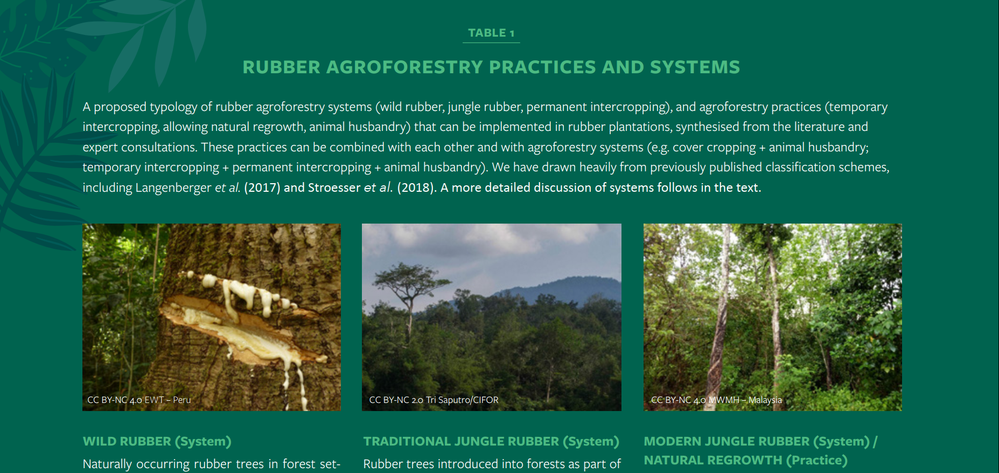 TABLE 1
RUBBER AGROFORESTRY PRACTICES AND SYSTEMS
A proposed typology of rubber agroforestry systems (wild rubber, jungle rubber, permanent intercropping), and agroforestry practices (temporary
intercropping, allowing natural regrowth, animal husbandry) that can be implemented in rubber plantations, synthesised from the literature and
expert consultations. These practices can be combined with each other and with agroforestry systems (e.g. cover cropping + animal husbandry;
temporary intercropping + permanent intercropping + animal husbandry). We have drawn heavily from previously published classification schemes,
including Langenberger et al. (2017) and Stroesser et al. (2018). A more detailed discussion of systems follows in the text.
CC BY-NC 4.0 EWT – Peru
CC BY-NC 2.0 Tri Saputro/CIFOR
CC BY-NC 4.0 MWMH – Malaysia
WILD RUBBER (System)
Naturally occurring rubber trees in forest set-
TRADITIONAL JUNGLE RUBBER (System)
Rubber trees introduced into forests as part of
MODERN JUNGLE RUBBER (System) /
NATURAL REGROWTH (Practice)